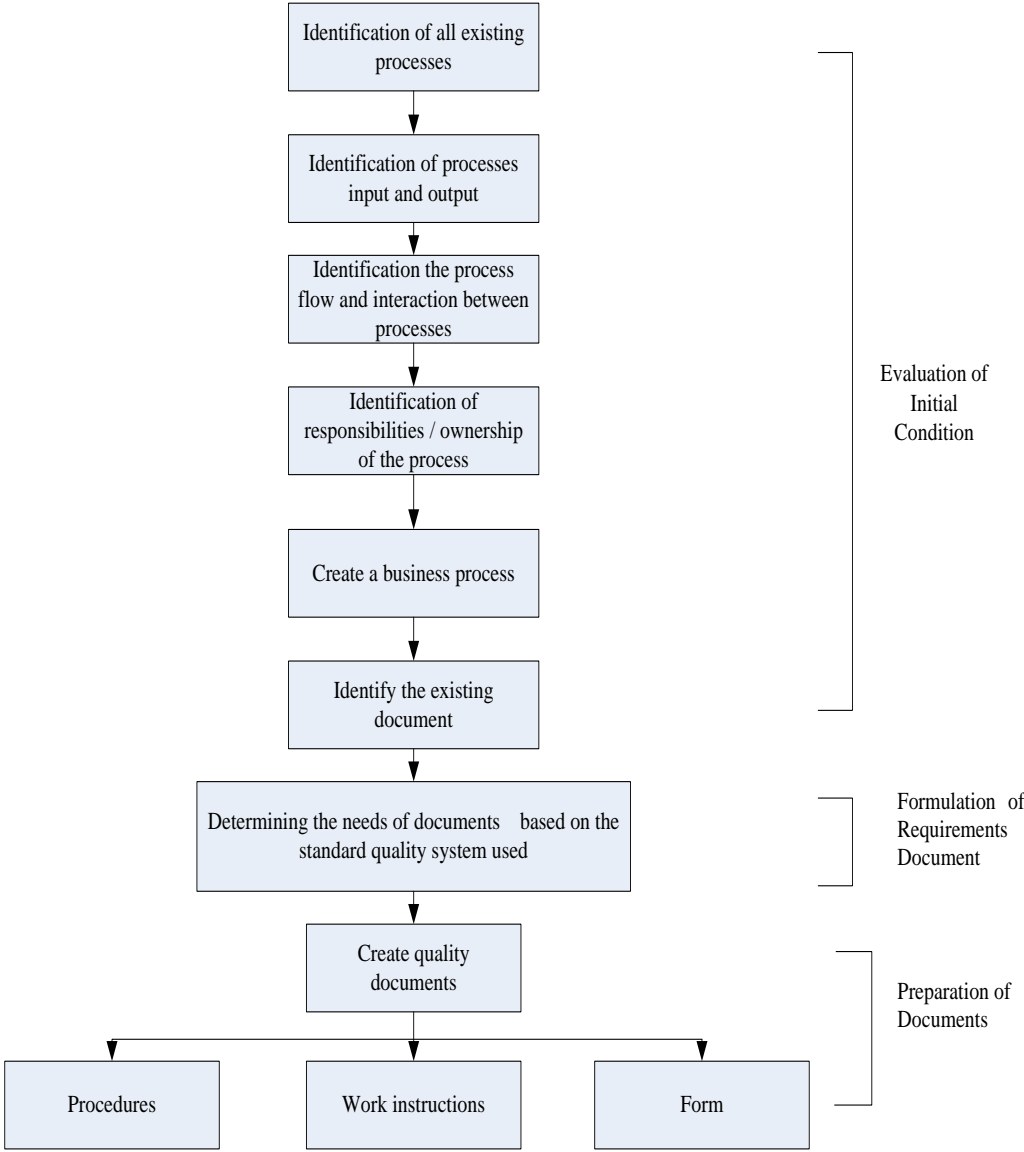 Identification of all existing
processes
Identification of processes
input and output
Identification the process
flow and interaction between
processes
Identification of
responsibilities / ownership
of the process
Create a business process
Identify the existing
document
Evaluation of
Initial
Condition
Determining the needs of documents based on the
standard quality system used
Formulation of
Requirements
Document
Create quality
documents
Preparation of
Documents
Procedures
Work instructions
Form